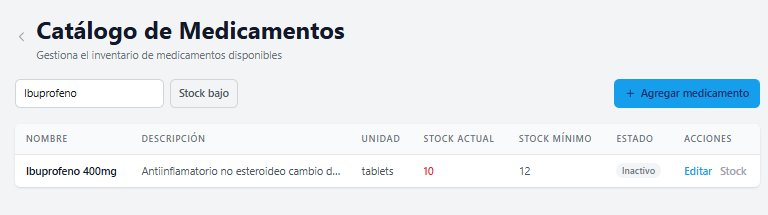 Catálogo de Medicamentos
Gestiona el inventario de medicamentos disponibles
Ibuprofeno Stock bajo + Agregar medicamento
NOMBRE DESCRIPCIÓN UNIDAD STOCK ACTUAL STOCK MÍNIMO ESTADO ACCIONES
Ibuprofeno 400mg Antiinflamatorio no esteroideo cambio d... tablets 10 12 Inactivo Editar Stock